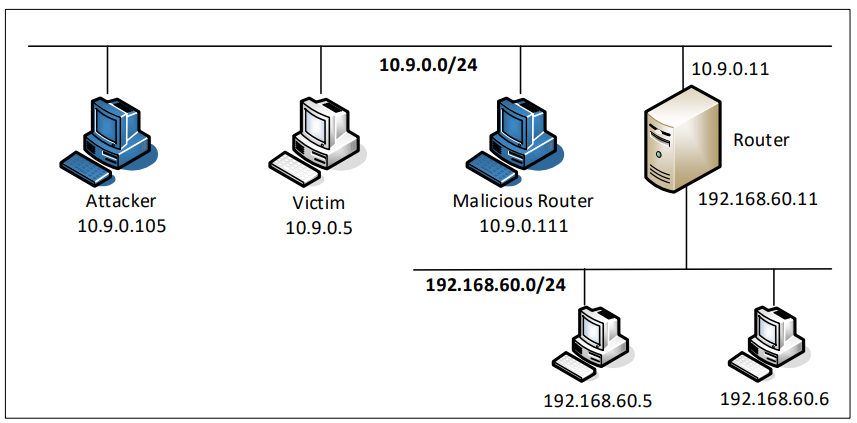 10.9.0.0/24
10.9.0.11
Router
Attacker
10.9.0.105
Victim
10.9.0.5
Malicious Router
10.9.0.111
192.168.60.11
192.168.60.0/24
192.168.60.5
192.168.60.6